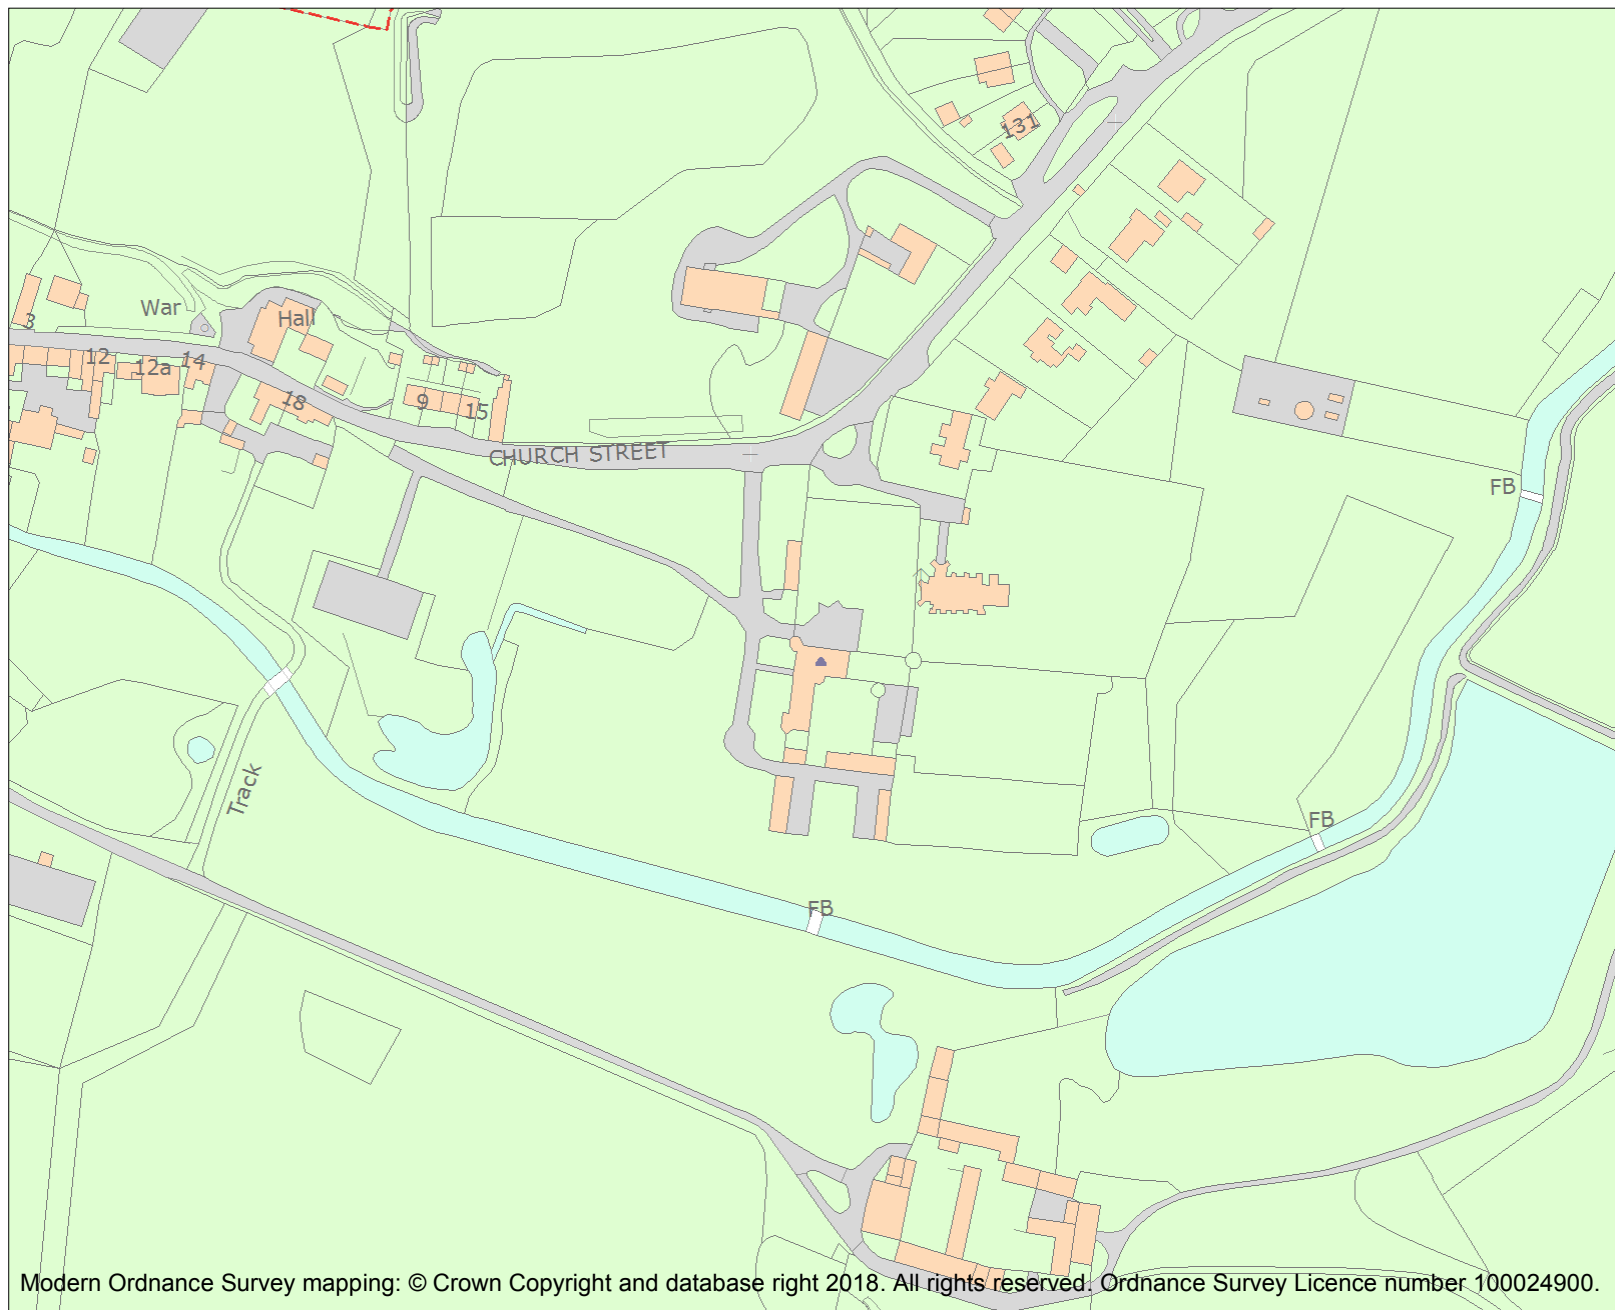 131
War
Hall
3
12
12a
14
18
9
15
CHURCH STREET
FB
Track
FB
FB
Modern Ordnance Survey mapping: © Crown Copyright and database right 2018. All rights reserved. Ordnance Survey Licence number 100024900.